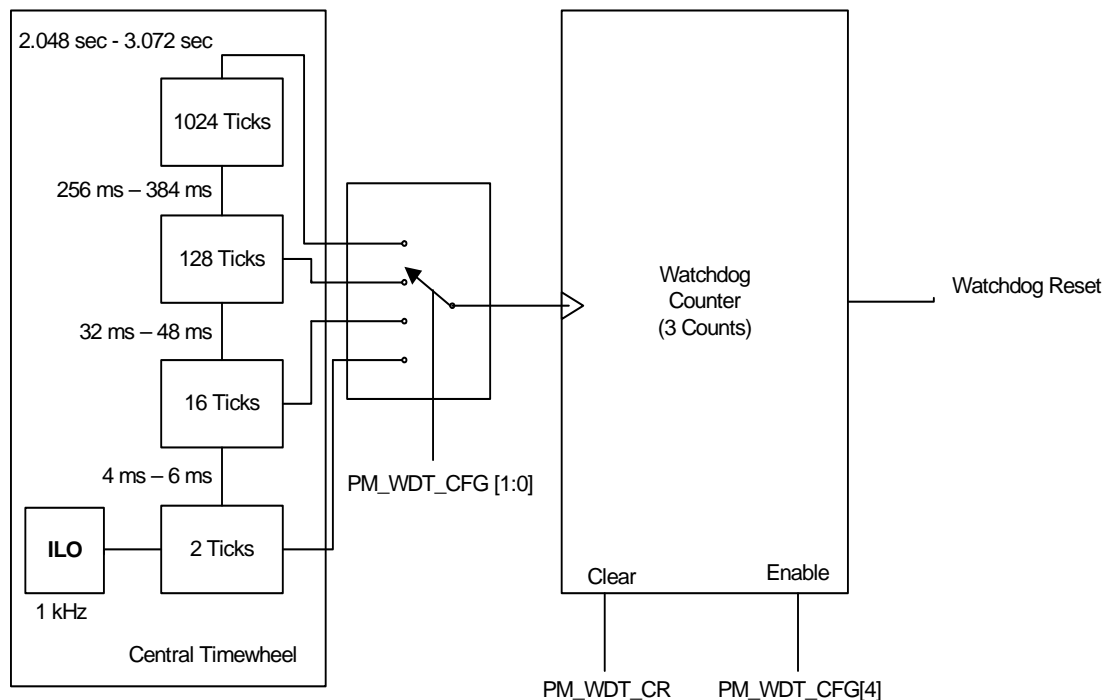 2.048 sec - 3.072 sec
1024 Ticks
256 ms – 384 ms
128 Ticks
32 ms – 48 ms
16 Ticks
4 ms – 6 ms
ILO
2 Ticks
1 kHz
Central Timewheel
PM_WDT_CFG [1:0]
Watchdog
Counter
(3 Counts)
Watchdog Reset
Clear
Enable
PM_WDT_CR
PM_WDT_CFG[4]